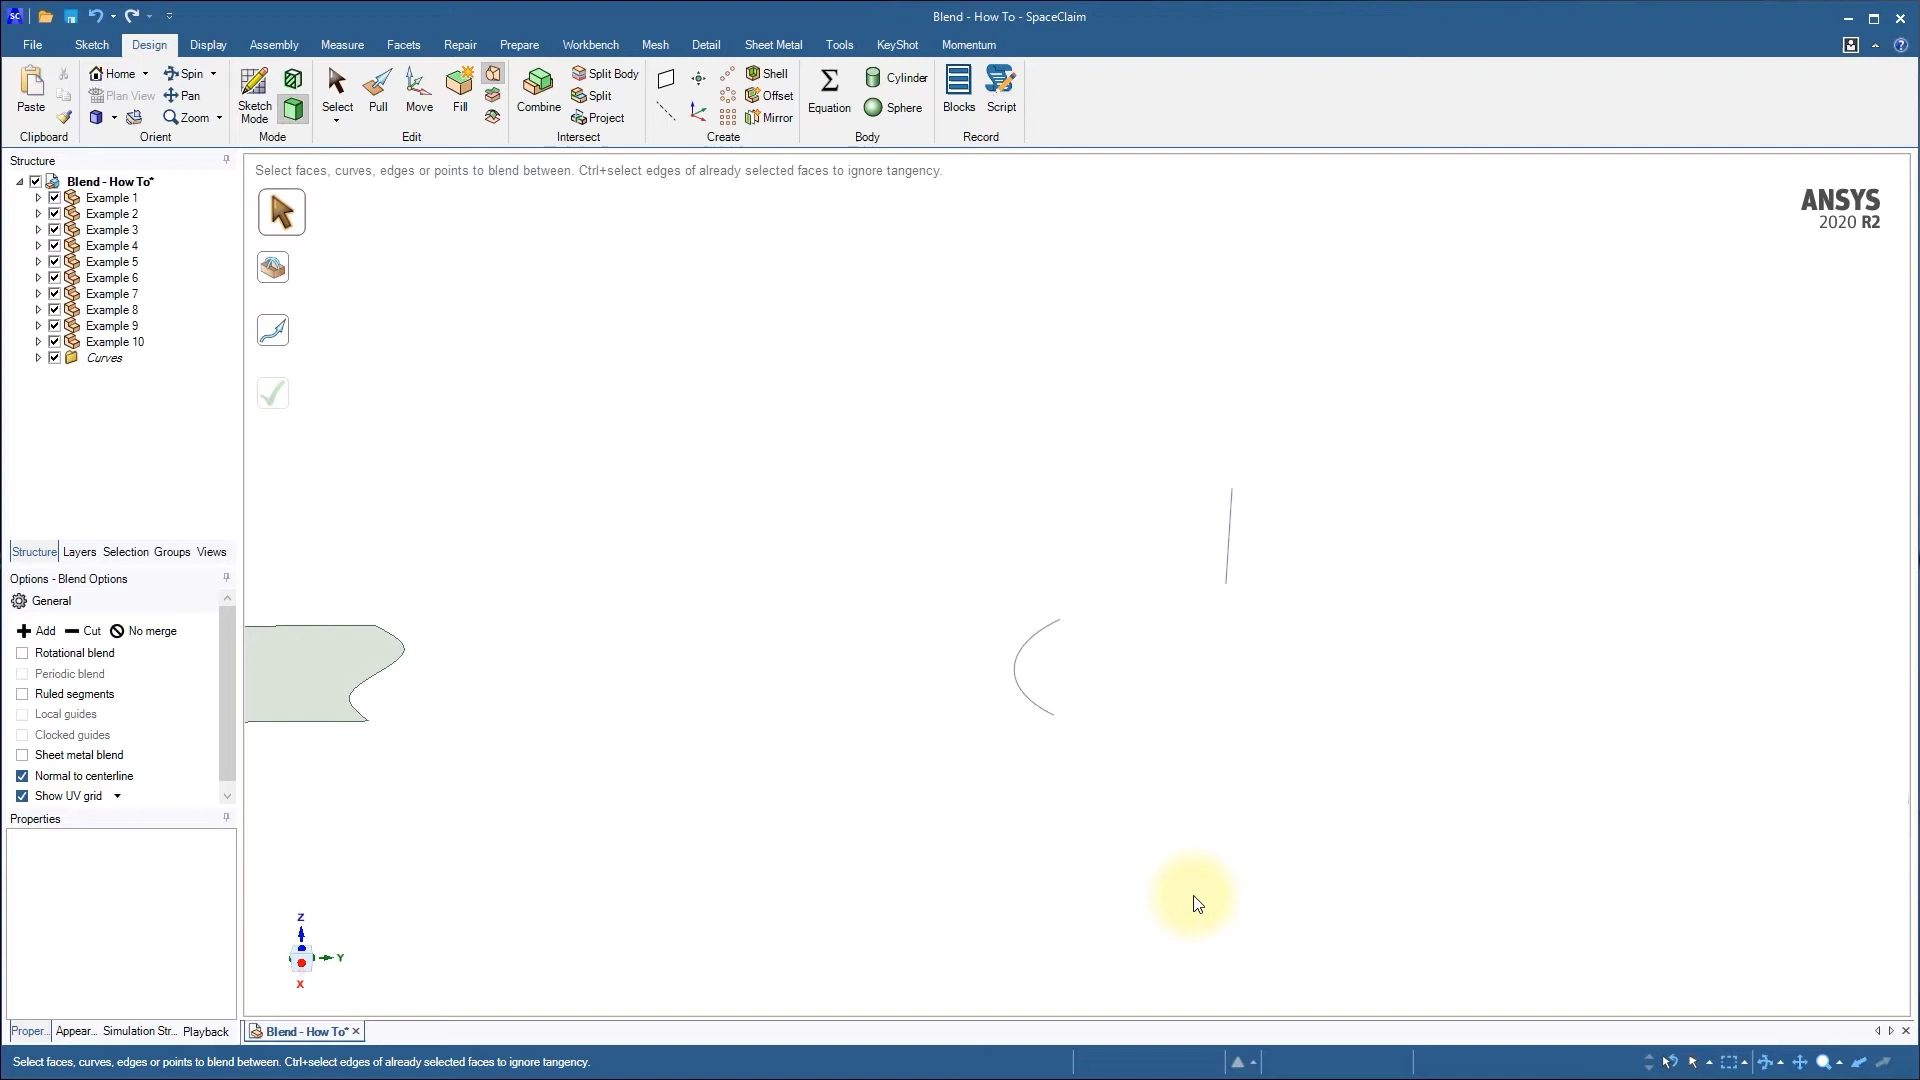 SC
Blend - How To - SpaceClaim
File Sketch Design Display Assembly Measure Facets Repair Prepare Workbench Mesh Detail Sheet Metal Tools KeyShot Momentum
Paste
Clipboard
Home Spin
Plan View Pan
Zoom
Orient
Sketch
Mode
Mode
Select Pull Move Fill
Edit
Combine
Split Body
Split
Project
Intersect
Shell
Offset
Mirror
Create
Equation
Cylinder
Sphere
Body
Blocks Script
Record
Structure
Blend - How To*
Example 1
Example 2
Example 3
Example 4
Example 5
Example 6
Example 7
Example 8
Example 9
Example 10
Curves
Structure Layers Selection Groups Views
Options - Blend Options
General
Add Cut No merge
Rotational blend
Periodic blend
Ruled segments
Local guides
Clocked guides
Sheet metal blend
Normal to centerline
Show UV grid
Properties
Proper... Appear... Simulation Str... Playback
Select faces, curves, edges or points to blend between. Ctrl+select edges of already selected faces to ignore tangency.
ANSYS
2020 R2
Z
Y
X
Blend - How To*
Select faces, curves, edges or points to blend between. Ctrl+select edges of already selected faces to ignore tangency.